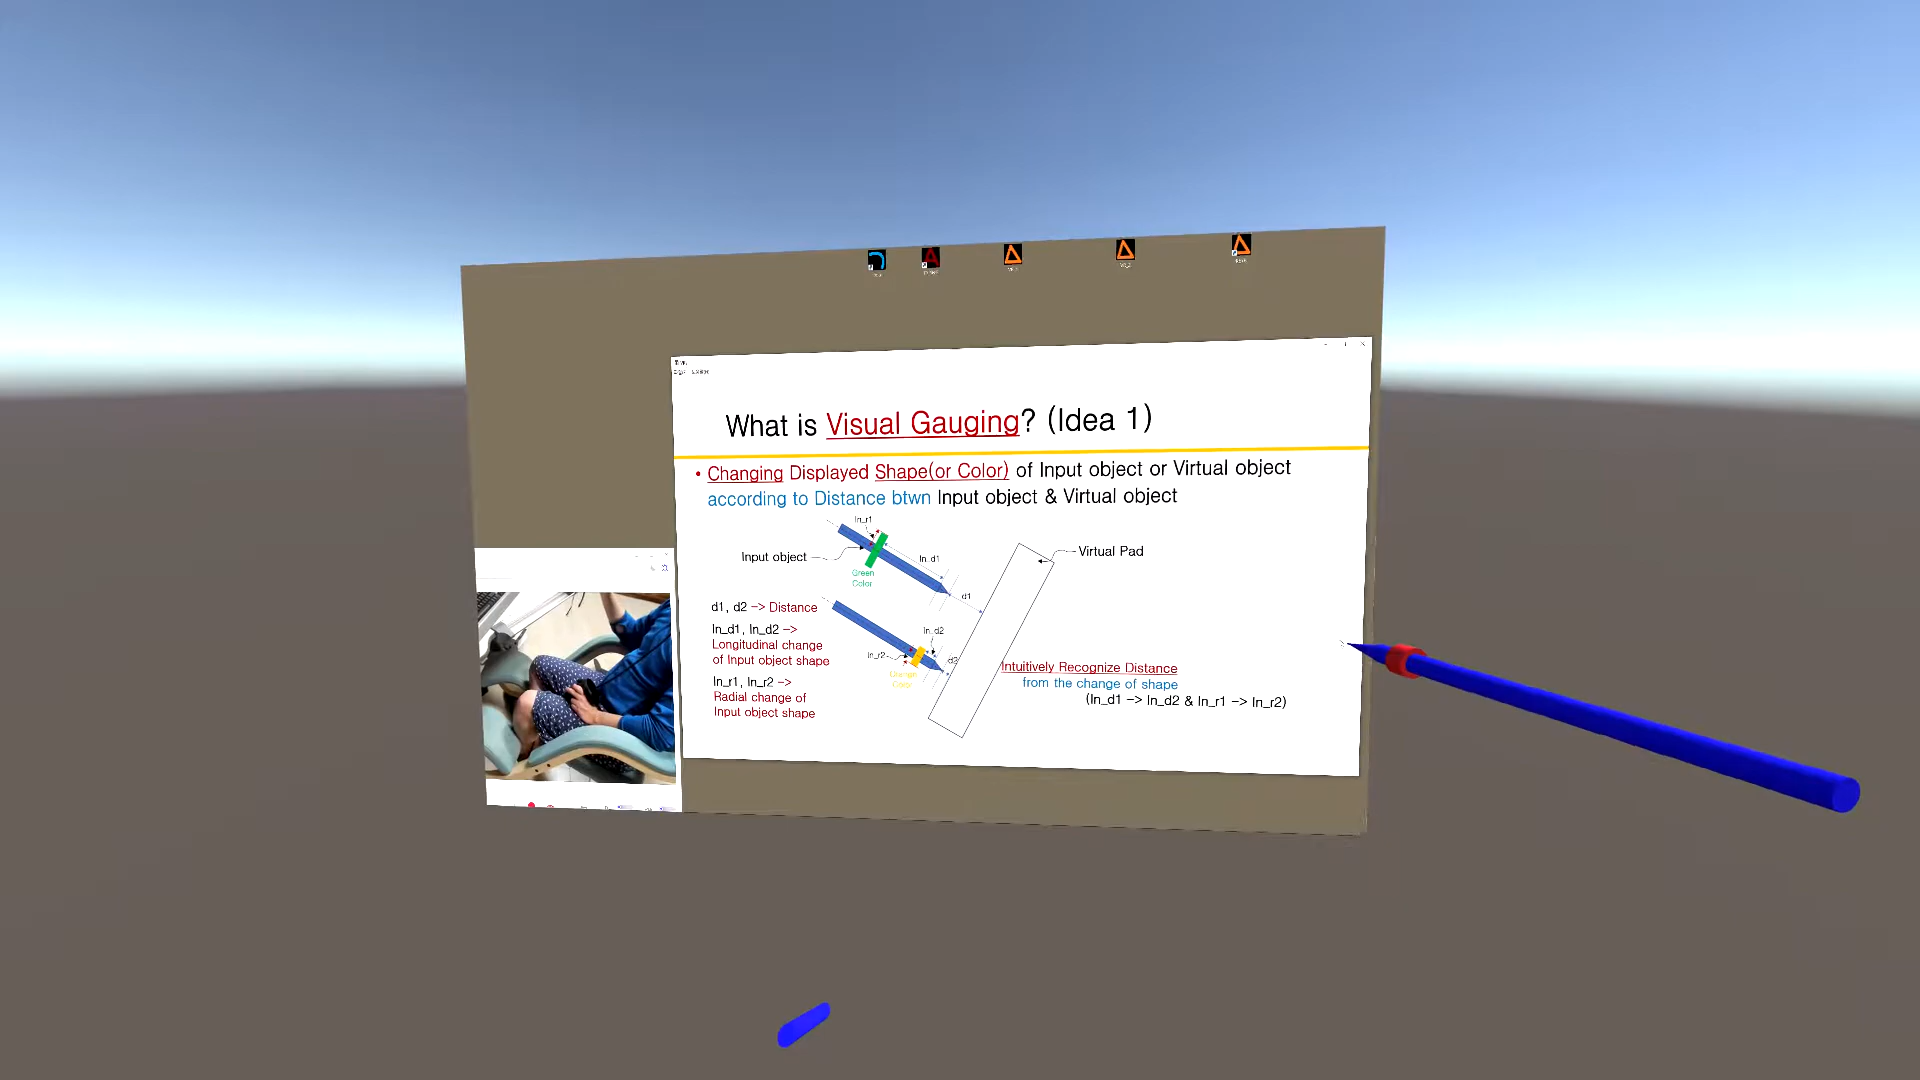 What is Visual Gauging? (Idea 1)
• Changing Displayed Shape(or Color) of Input object or Virtual object
according to Distance btwn Input object & Virtual object
In_r1
Input object
In_d1
Green
Color
d1
Virtual Pad
d1, d2 -> Distance
In_d1, In_d2 ->
Longitudinal change
of Input object shape
In_r1, In_r2 ->
Radial change of
Input object shape
In_d2
In_r2
d2
Color
Intuitively Recognize Distance
from the change of shape
(In_d1 -> In_d2 & In_r1 -> In_r2)